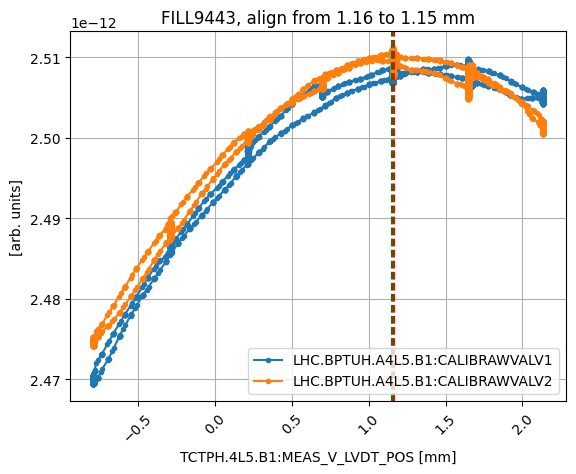 FILL9443, align from 1.16 to 1.15 mm
1e−12
2.51
2.50
2.49
2.48
2.47
[arb. units]
LHC.BPTUH.A4L5.B1:CALIBRAWVALV1
LHC.BPTUH.A4L5.B1:CALIBRAWVALV2
−0.5
0.0
0.5
1.0
1.5
2.0
TCTPH.4L5.B1:MEAS_V_LVDT_POS [mm]